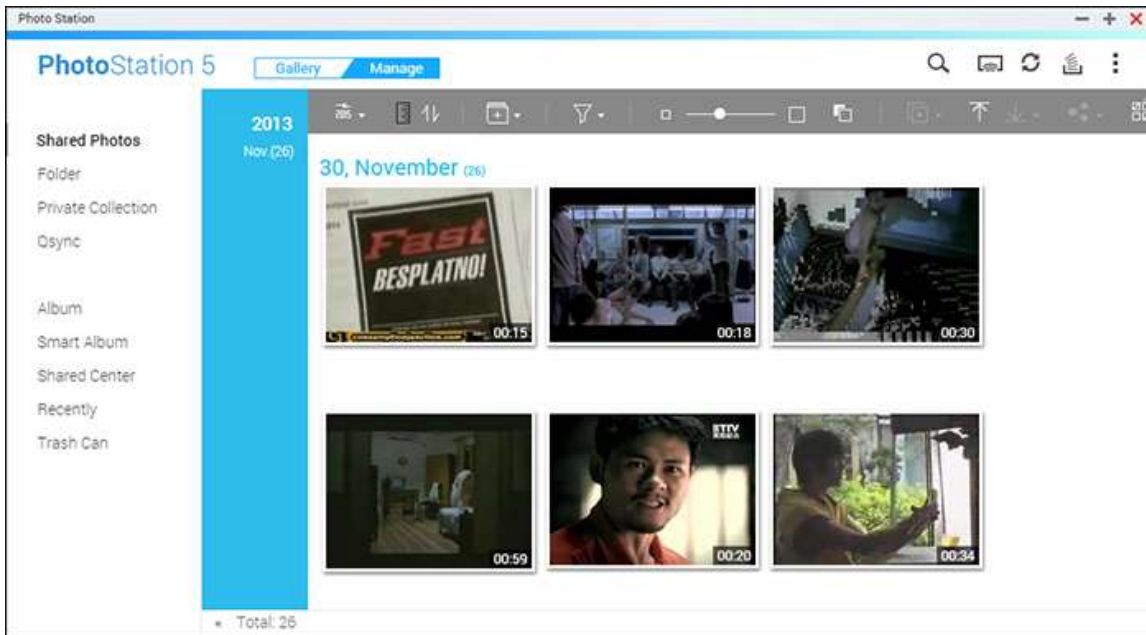 Photo Station
PhotoStation 5
Gallery
Manage
Shared Photos
Folder
Private Collection
Qsync
Album
Smart Album
Shared Center
Recently
Trash Can
2013
Nov.(26)
30, November (26)
Fast
BESPLATNO!
00:15
00:18
00:30
00:59
ETTV
00:20
00:34
« Total: 26